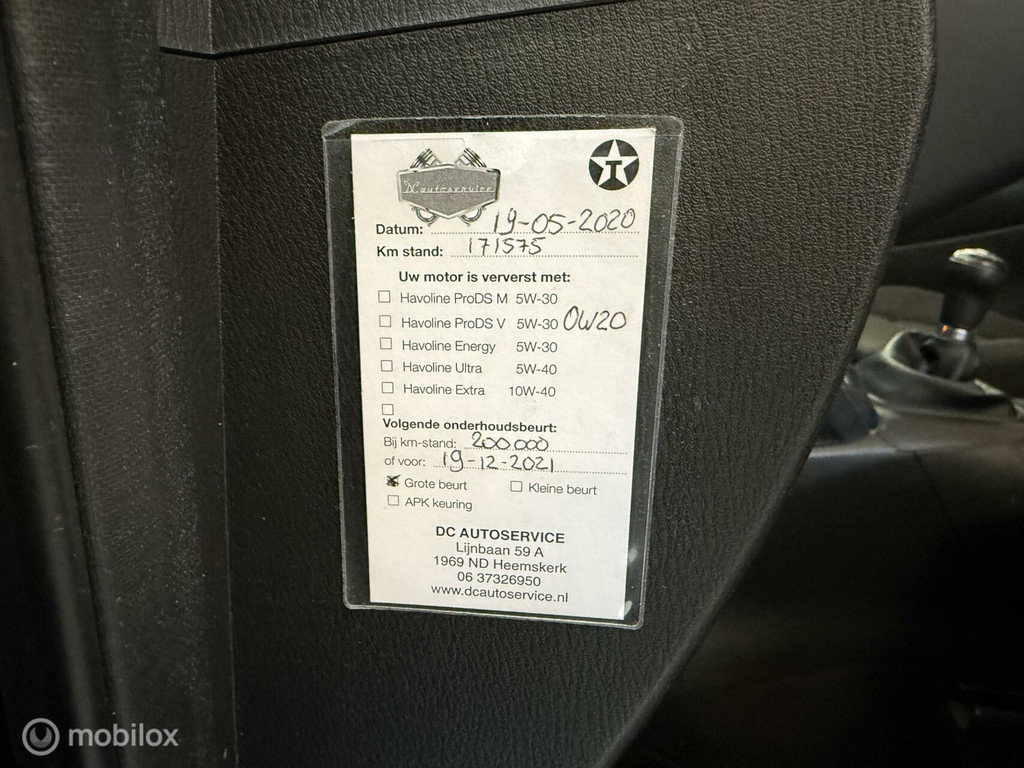 DC autoservice
T
Datum: 19-05-2020
Km stand: 171575
Uw motor is ververst met:
Havoline ProDS M 5W-30
Havoline ProDS V 5W-30 0W20
Havoline Energy 5W-30
Havoline Ultra 5W-40
Havoline Extra 10W-40
Volgende onderhoudsbeurt:
Bij km-stand: 200.000
of voor: 19-12-2021
Grote beurt Kleine beurt
APK keuring
DC AUTOSERVICE
Lijnbaan 59 A
1969 ND Heemskerk
06 37326950
www.dcautoservice.nl
mobilox